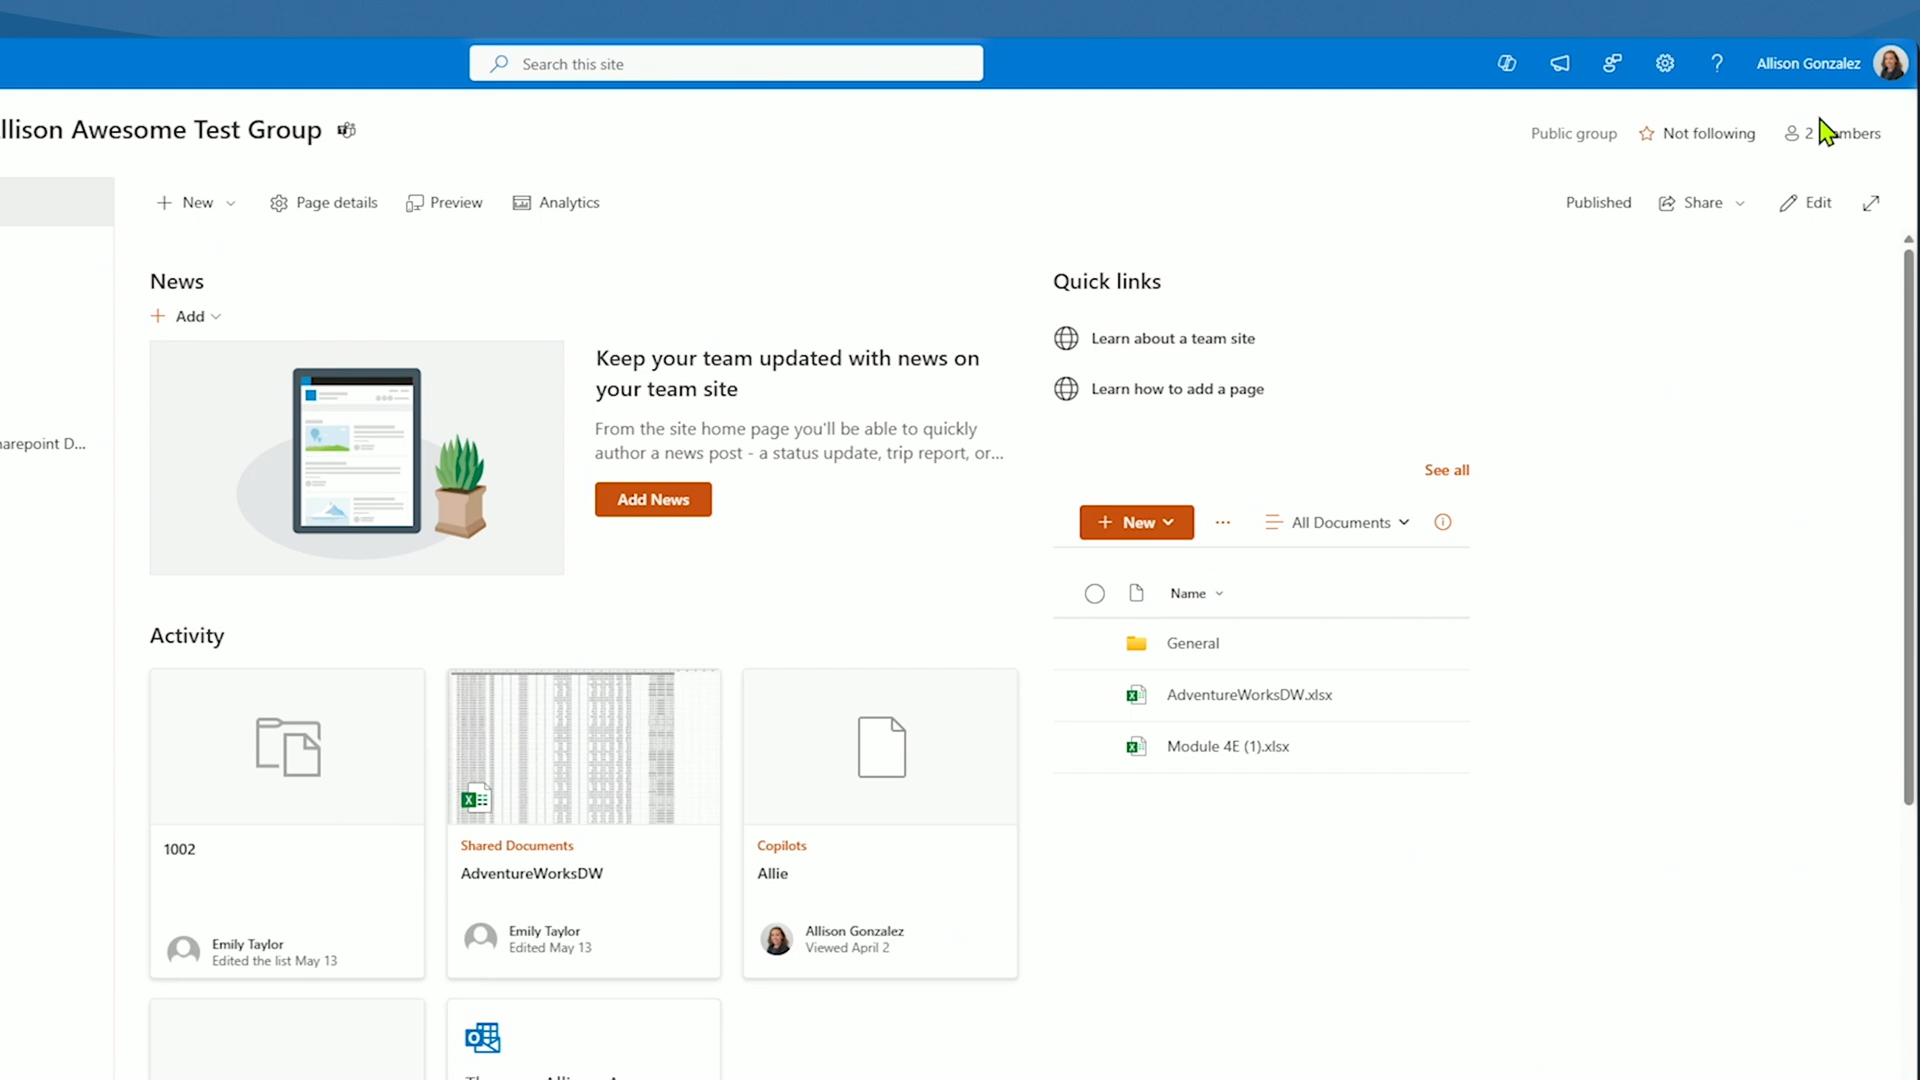 Search this site
Allison Gonzalez
llison Awesome Test Group
Public group
Not following
2
New
Page details
Preview
Analytics
Published
Share
Edit
News
Add
Keep your team updated with news on
your team site
From the site home page you'll be able to quickly
author a news post - a status update, trip report, or...
Add News
Quick links
Learn about a team site
Learn how to add a page
See all
New
All Documents
Name
General
AdventureWorksDW.xlsx
Module 4E (1).xlsx
arepoint D...
Activity
1002
Emily Taylor
Edited the list May 13
Shared Documents
AdventureWorksDW
Emily Taylor
Edited May 13
Copilots
Allie
Allison Gonzalez
Viewed April 2